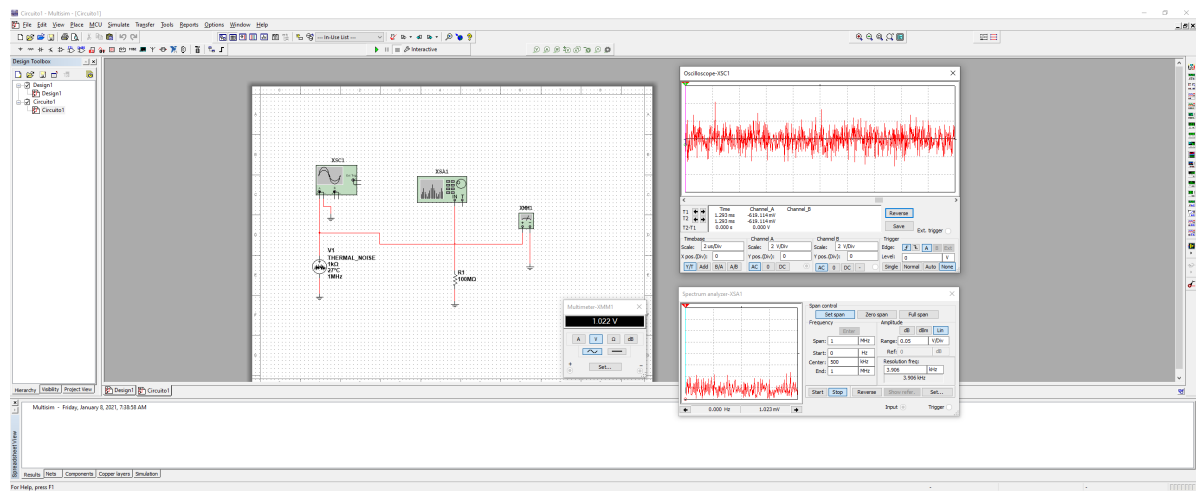 Circuito1 - Multisim - [Circuito1]
File Edit View Place MCU Simulate Transfer Tools Reports Options Window Help
--- In-Use List ---
Interactive
Design Toolbox
Design1
Design1
Circuito1
Circuito1
Hierarchy Visibility Project View
Design1 Circuito1
XSC1
Ext Trig
XSA1
IN T
XMM1
V1
THERMAL_NOISE
1kΩ
27°C
1MHz
R1
100MΩ
Multimeter-XMM1
1.022 V
A V Ω dB
Set...
Oscilloscope-XSC1
Time Channel_A Channel_B
T1 1.293 ms -619.114 mV
T2 1.293 ms -619.114 mV
T2-T1 0.000 s 0.000 V
Reverse
Save
Ext. trigger
Timebase Channel A Channel B Trigger
Scale: 2 us/Div Scale: 2 V/Div Scale: 2 V/Div Edge: A B Ext
X pos.(Div): 0 Y pos.(Div): 0 Y pos.(Div): 0 Level: 0 V
Y/T Add B/A A/B AC 0 DC AC 0 DC - Single Normal Auto None
Spectrum analyzer-XSA1
Span control
Set span Zero span Full span
Frequency Amplitude
Enter dB dBm Lin
Span: 1 MHz Range: 0.05 V/Div
Start: 0 Hz Ref: 0 dB
Center: 500 kHz Resolution freq:
End: 1 MHz 3.906 kHz
3.906 kHz
Start Stop Reverse Show refer... Set...
0.000 Hz 1.023 mV Input Trigger
Multisim - Friday, January 8, 2021, 7:38:58 AM
Spreadsheet View
Results Nets Components Copper layers Simulation
For Help, press F1